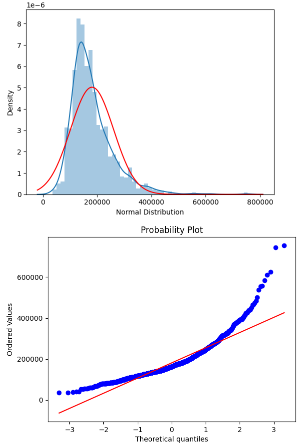 1e−6
8
7
6
5
4
3
2
1
0
Density
0 200000 400000 600000 800000
Normal Distribution
Probability Plot
600000
400000
200000
0
Ordered Values
−3 −2 −1 0 1 2 3
Theoretical quantiles